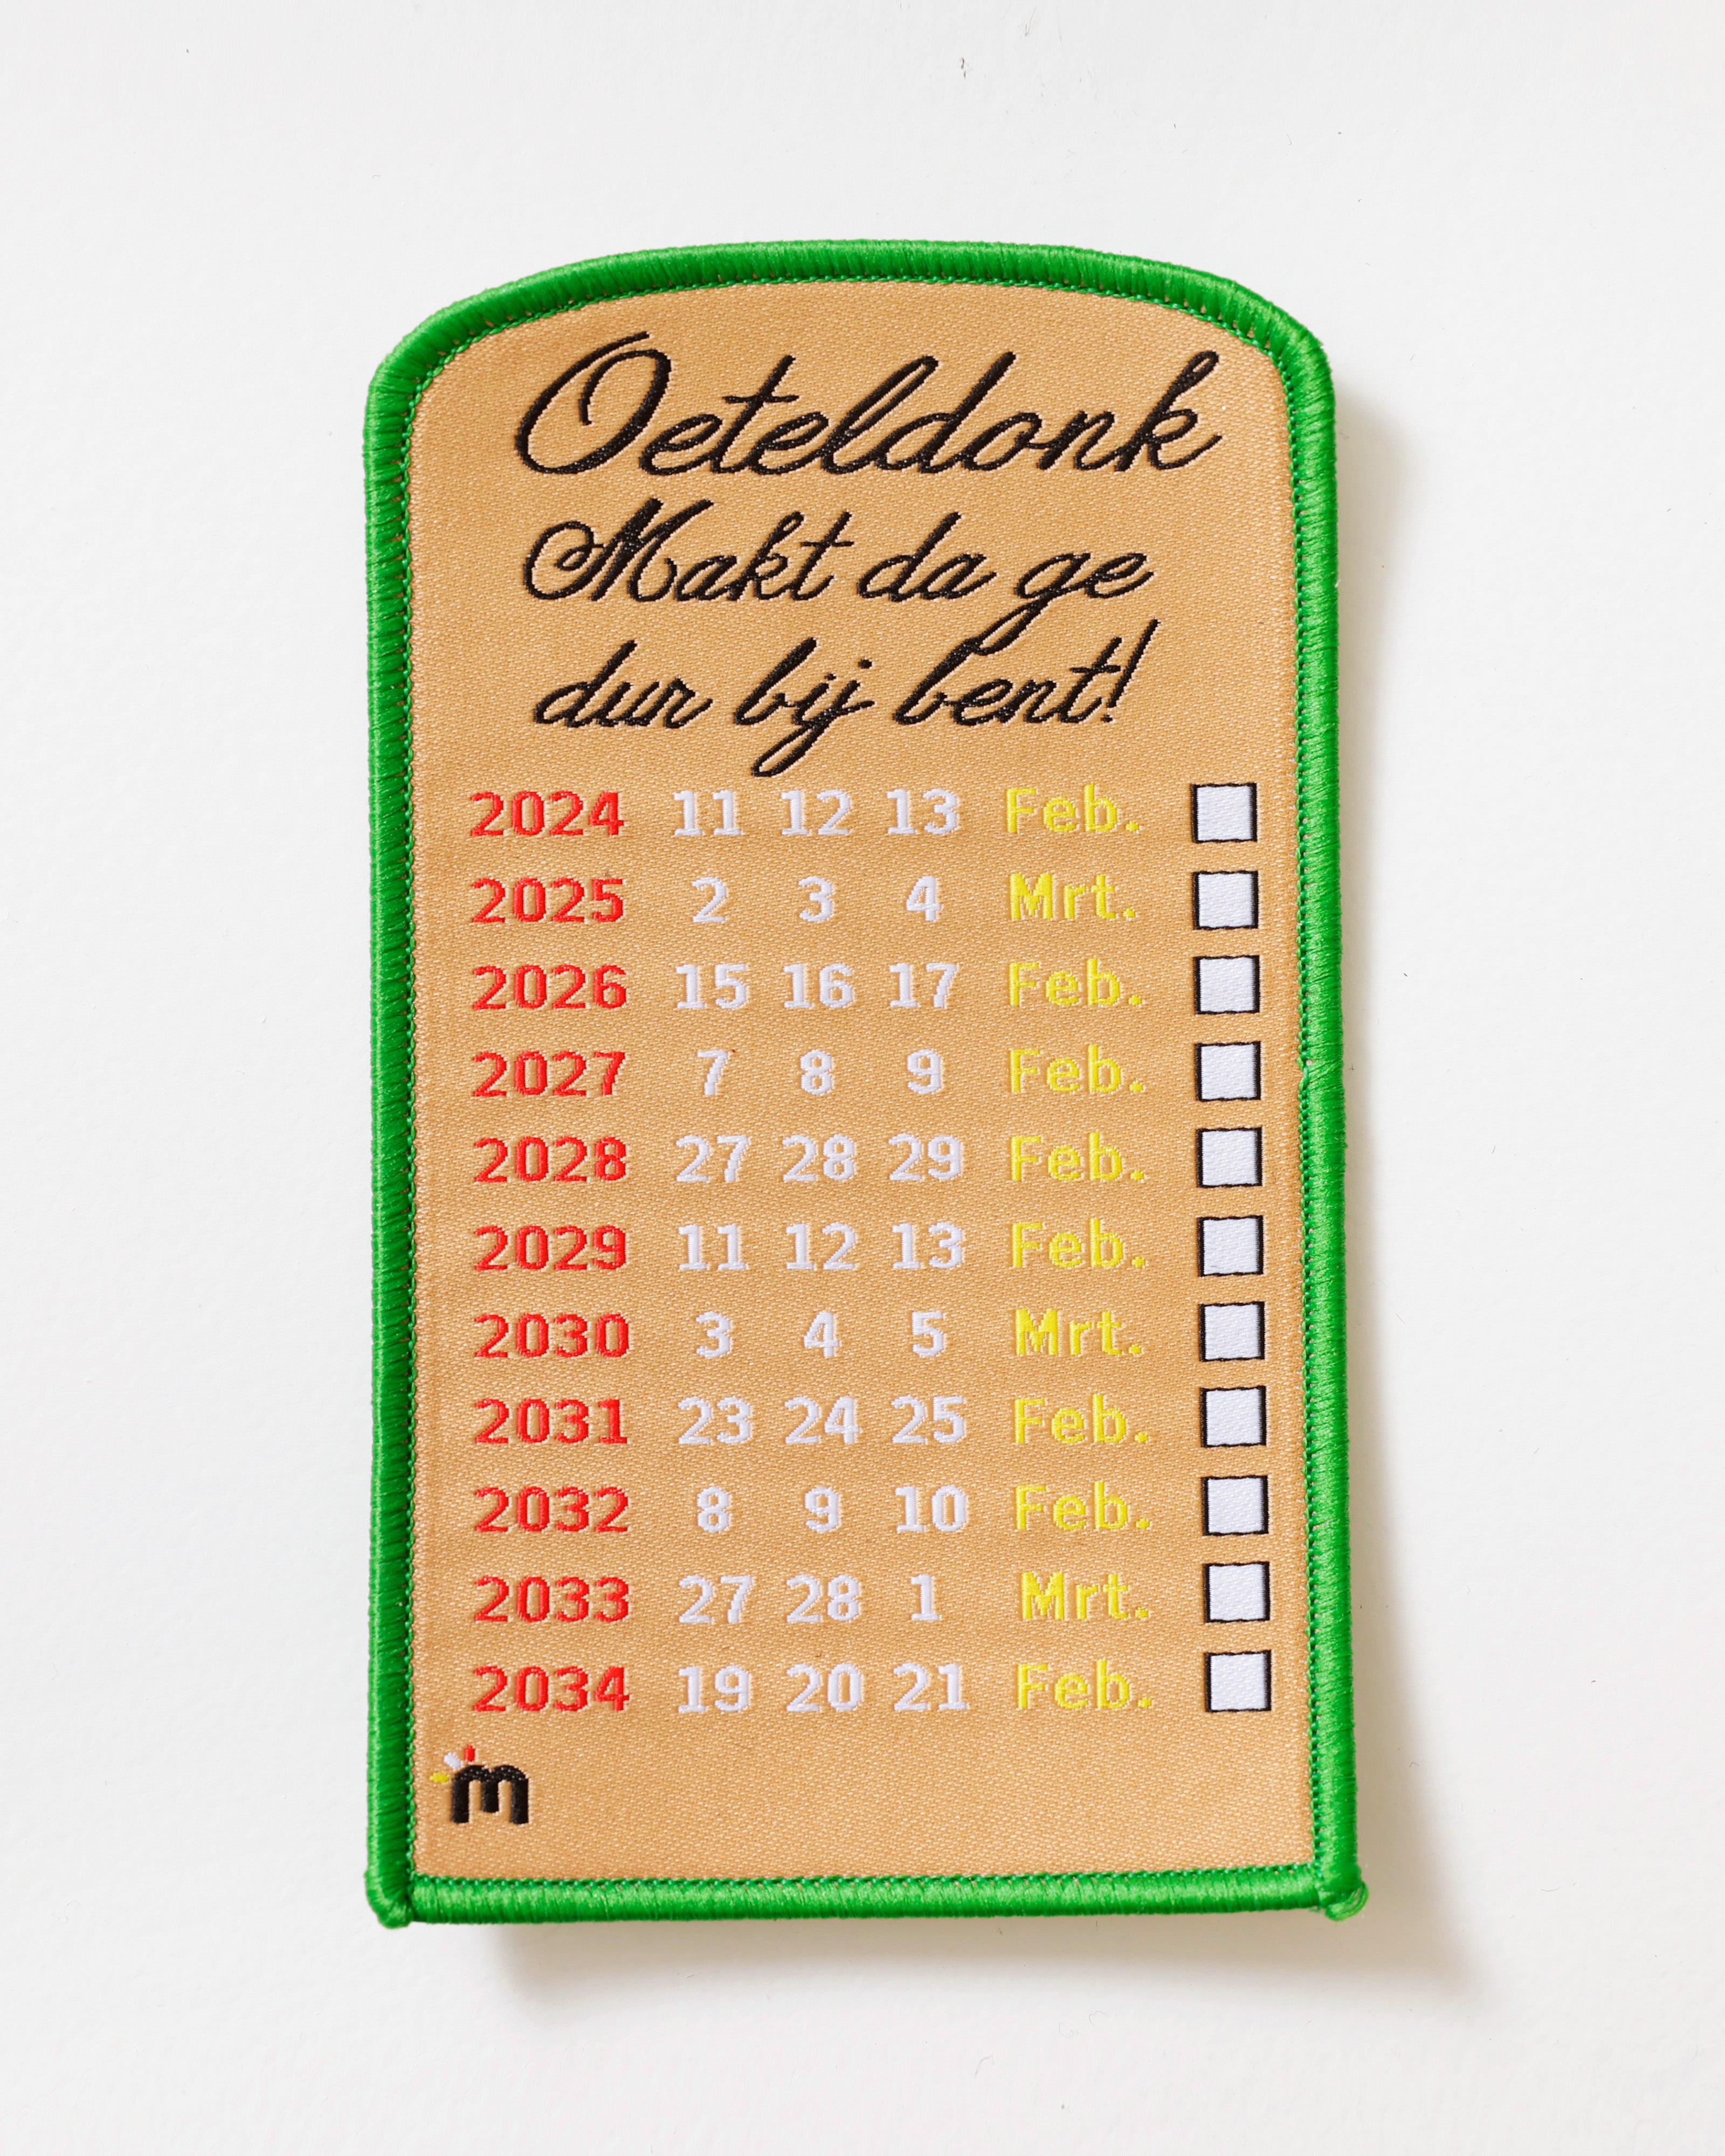 Oeteldonk
Makt da ge
dur bij bent!
2024 11 12 13 Feb.
2025 2 3 4 Mrt.
2026 15 16 17 Feb.
2027 7 8 9 Feb.
2028 27 28 29 Feb.
2029 11 12 13 Feb.
2030 3 4 5 Mrt.
2031 23 24 25 Feb.
2032 8 9 10 Feb.
2033 27 28 1 Mrt.
2034 19 20 21 Feb.
m